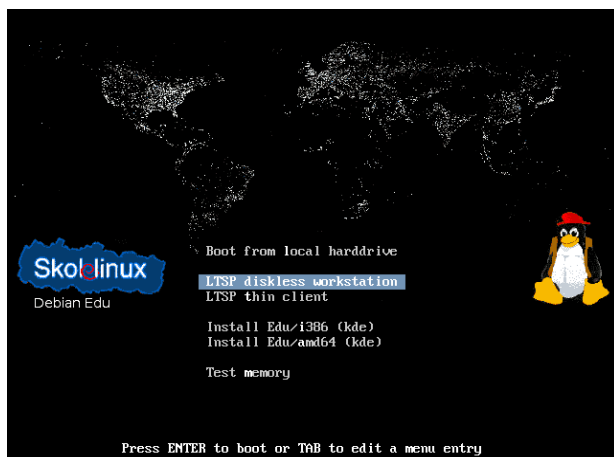 Boot from local harddrive
Skolelinux
Debian Edu
LTSP diskless workstation
LTSP thin client
Install Edu/i386 (kde)
Install Edu/amd64 (kde)
Test memory
Press ENTER to boot or TAB to edit a menu entry